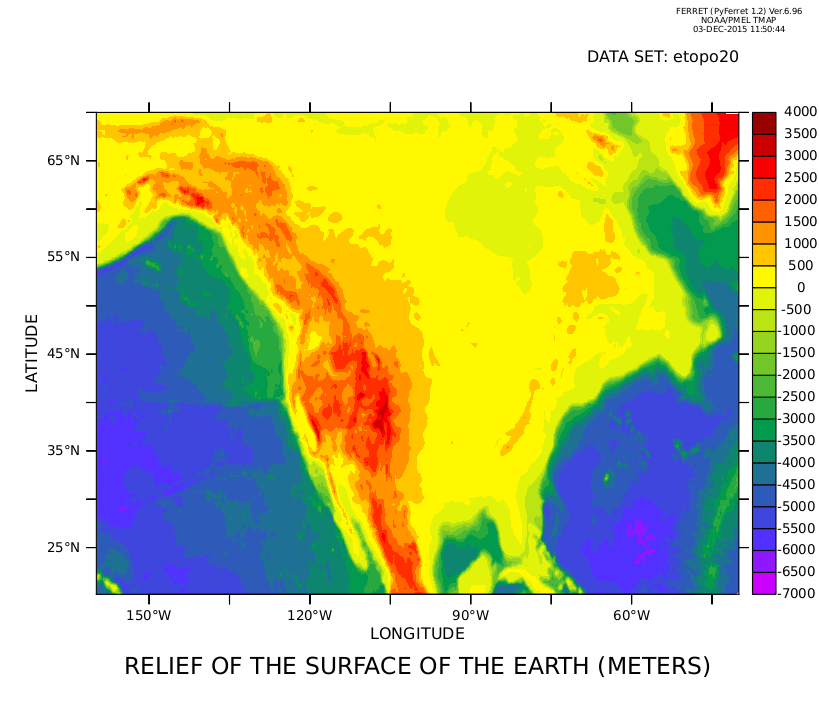 FERRET (PyFerret 1.2) Ver.6.96
NOAA/PMEL TMAP
03-DEC-2015 11:50:44
DATA SET: etopo20
4000
3500
3000
2500
2000
1500
1000
500
0
-500
-1000
-1500
-2000
-2500
-3000
-3500
-4000
-4500
-5000
-5500
-6000
-6500
-7000
65°N
55°N
45°N
35°N
25°N
LATITUDE
150°W 120°W 90°W 60°W
LONGITUDE
RELIEF OF THE SURFACE OF THE EARTH (METERS)